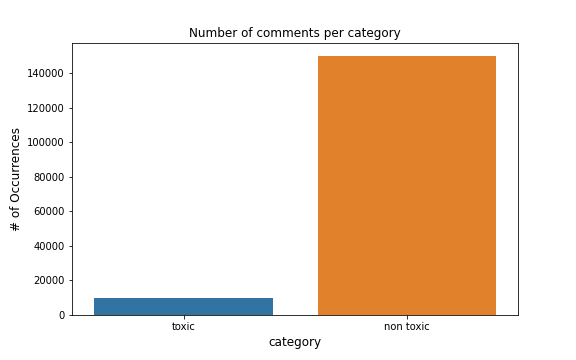 Number of comments per category
# of Occurrences
140000
120000
100000
80000
60000
40000
20000
0
toxic
non toxic
category